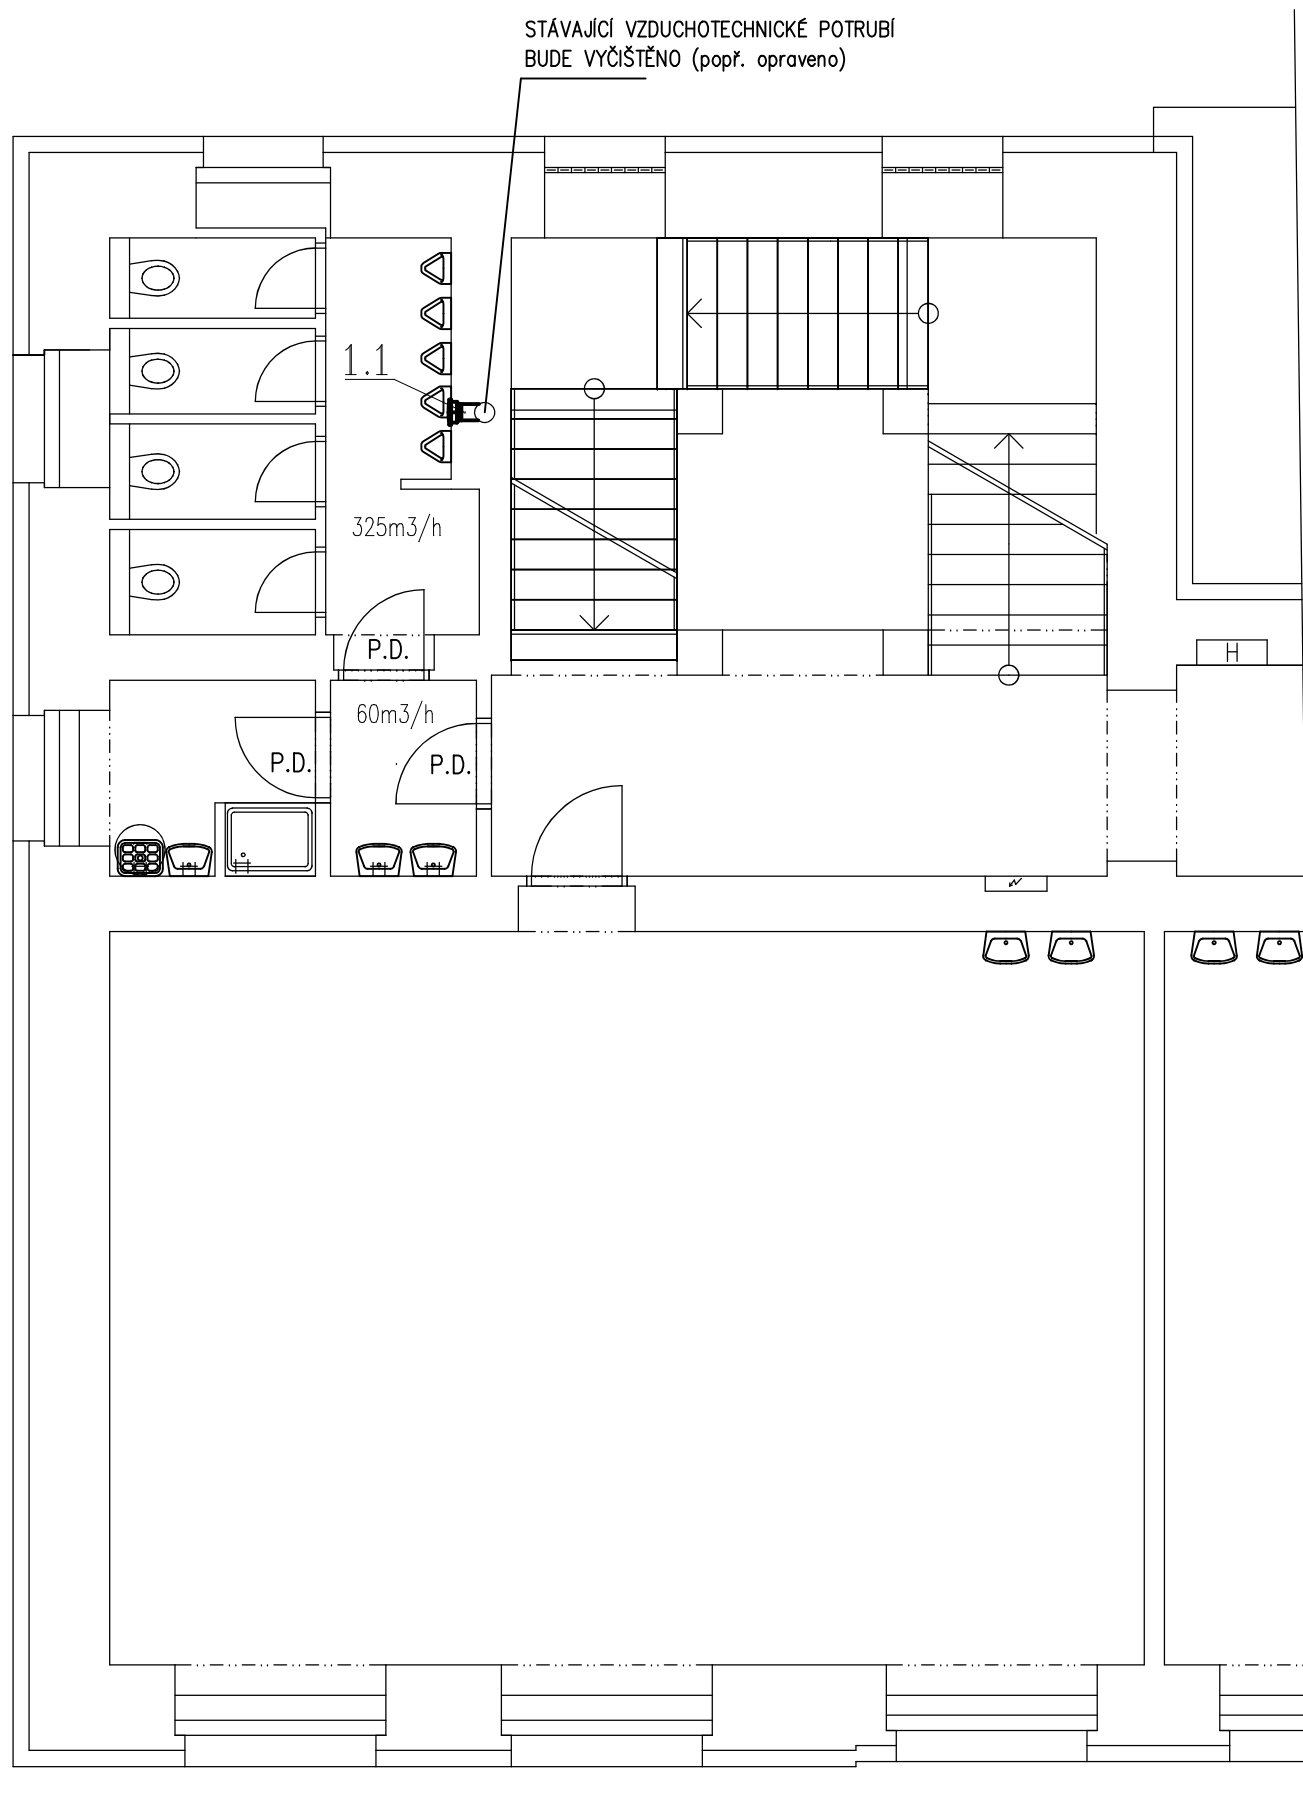 STÁVAJÍCÍ VZDUCHOTECHNICKÉ POTRUBÍ
BUDE VYČIŠTĚNO (popř. opraveno)
1.1
325m3/h
P.D.
H
60m3/h
P.D.
P.D.